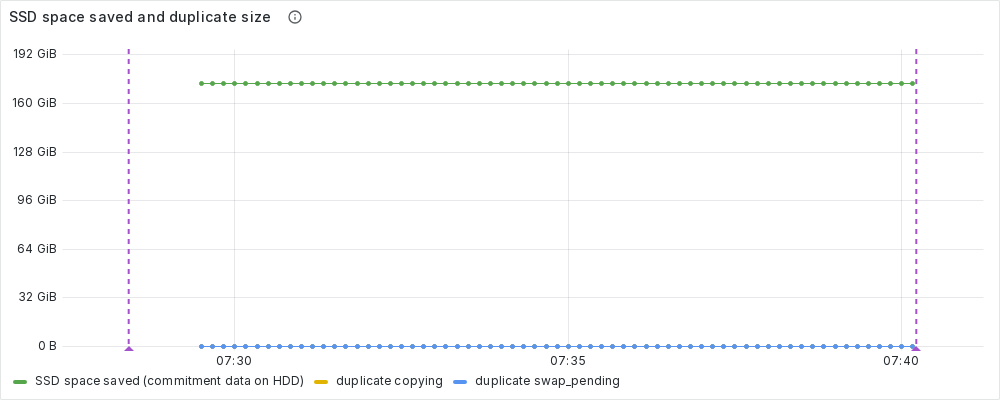 SSD space saved and duplicate size
192 GiB
160 GiB
128 GiB
96 GiB
64 GiB
32 GiB
0 B
07:30 07:35 07:40
SSD space saved (commitment data on HDD) duplicate copying duplicate swap_pending